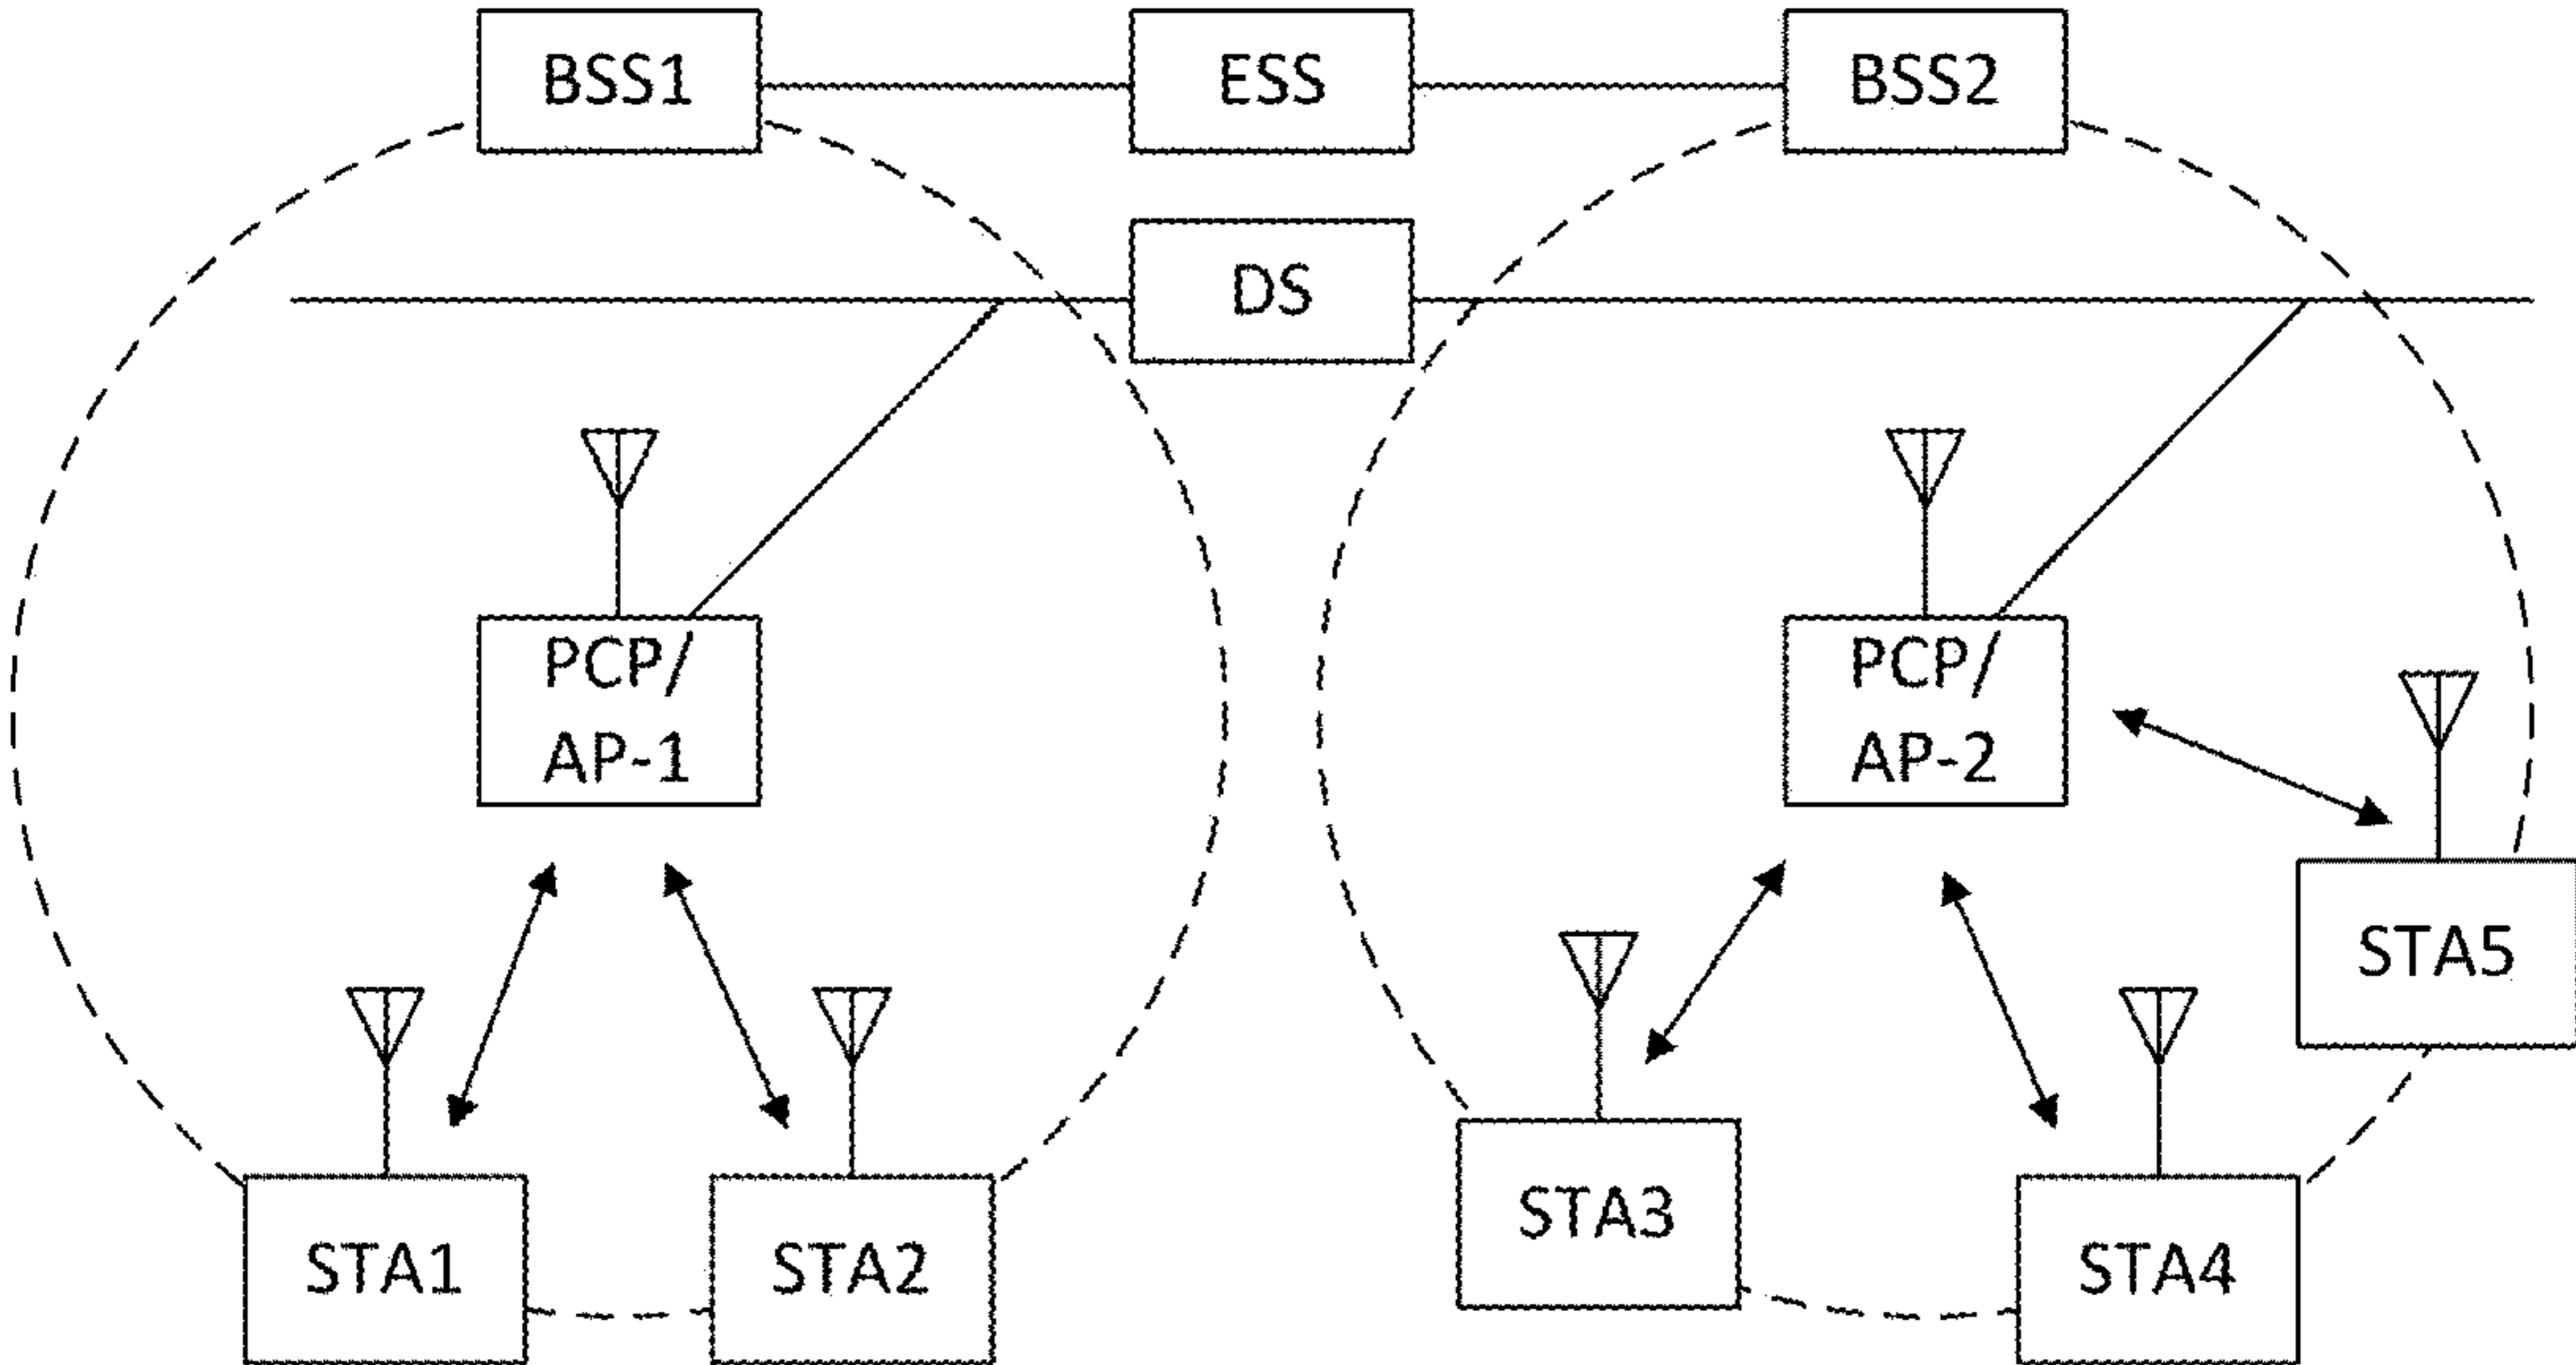 BSS1
ESS
BSS2
DS
PCP/
AP-1
PCP/
AP-2
STA5
STA3
STA1
STA2
STA4